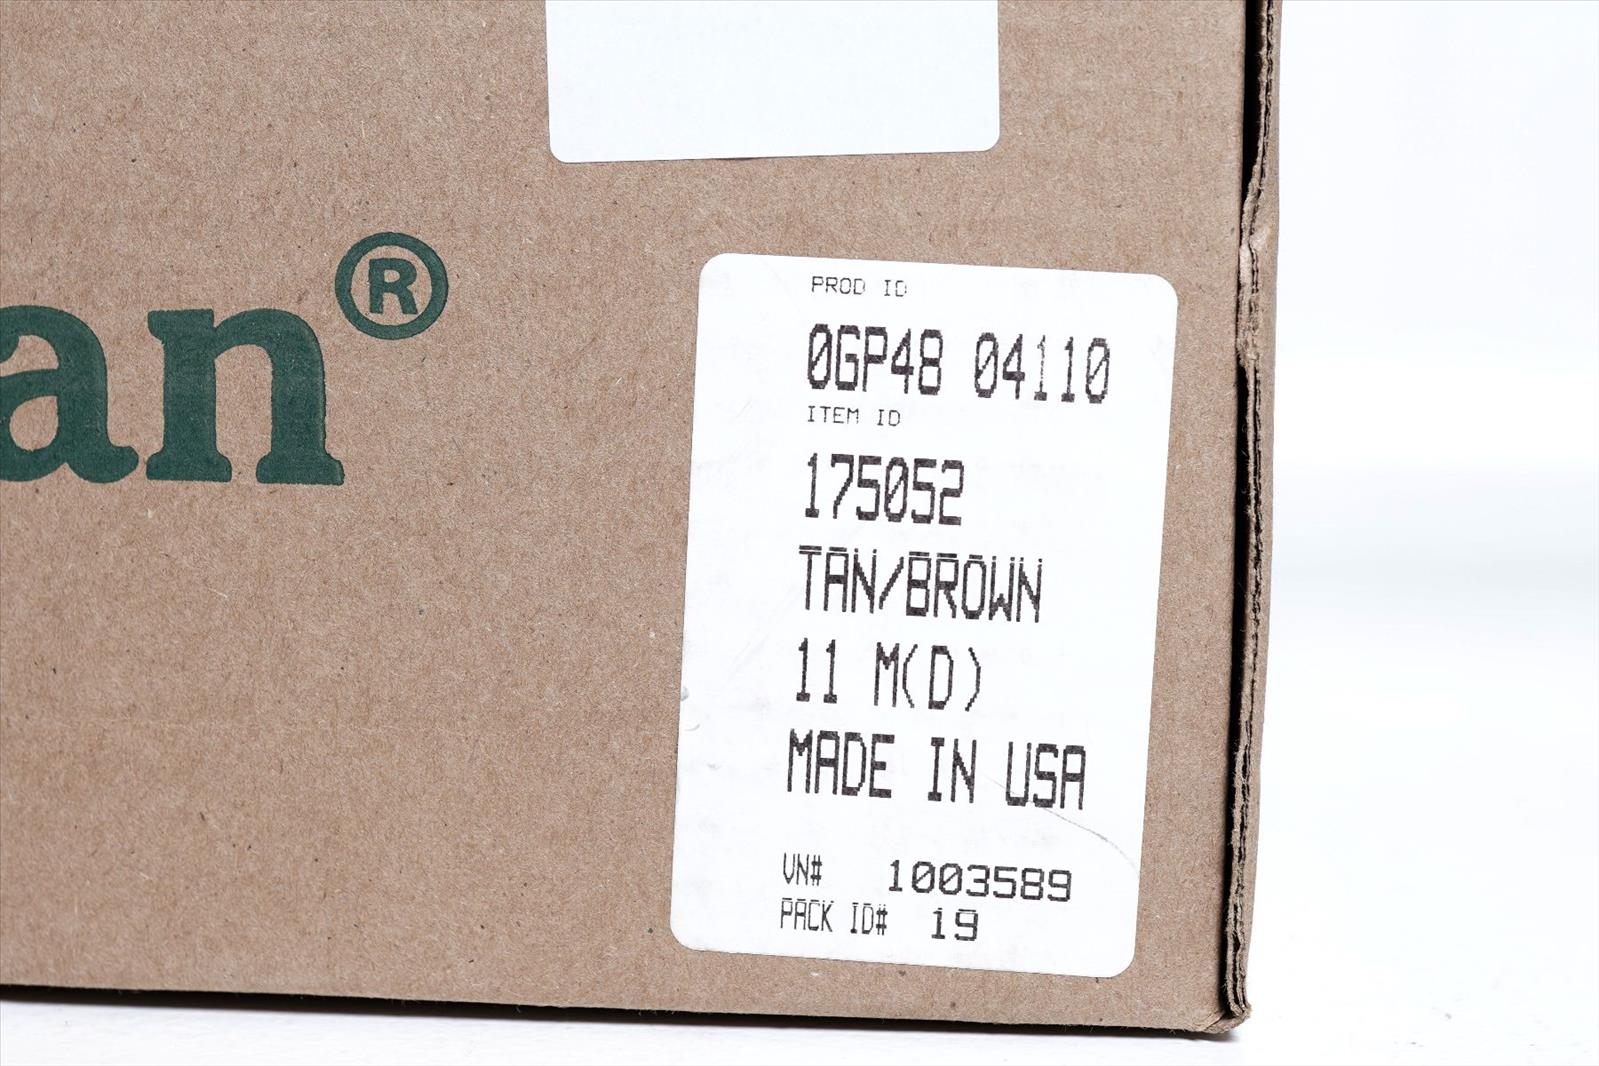 an®
PROD ID
0GP48 04110
ITEM ID
175052
TAN/BROWN
11 M(D)
MADE IN USA
VN# 1003589
PACK ID# 19